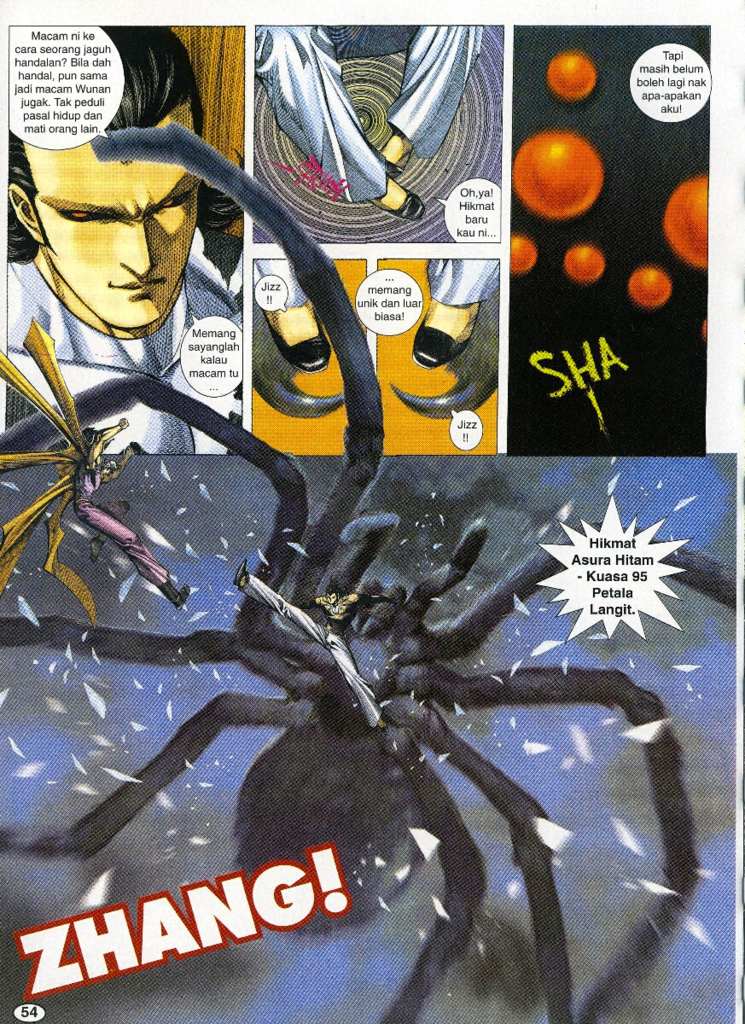 Macam ni ke
cara seorang jaguh
handalan? Bila dah
handal, pun sama
jadi macam Wunan
jugak. Tak peduli
pasal hidup dan
mati orang lain.
Memang
sayanglah
kalau
macam tu
...
Oh,ya!
Hikmat
baru
kau ni...
Jizz
!!
...
memang
unik dan luar
biasa!
Jizz
!!
Tapi
masih belum
boleh lagi nak
apa-apakan
aku!
SHA
Hikmat
Asura Hitam
- Kuasa 95
Petala
Langit.
ZHANG!
54